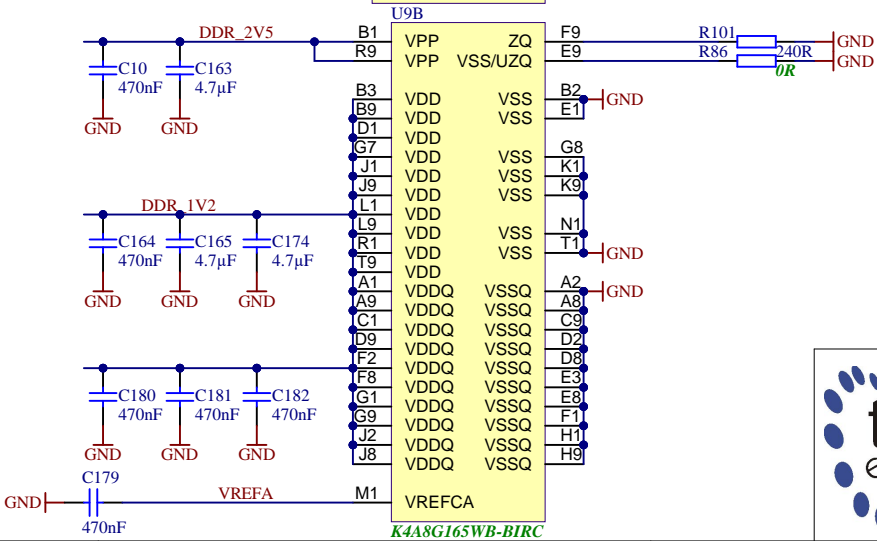 U9B
DDR_2V5
B1 VPP ZQ F9 R101
R9 VPP VSS/UZQ E9 R86 240R
0R
GND
GND
C10 C163
470nF 4.7µF
GND GND
B3 VDD VSS B2 GND
B9 VDD VSS E1
D1 VDD
G7 VDD VSS G8
J1 VDD VSS K1
J9 VDD VSS K9
DDR_1V2
L1 VDD
L9 VDD VSS N1
R1 VDD VSS T1 GND
T9 VDD
C164 C165 C174
470nF 4.7µF 4.7µF
GND GND GND
A1 VDDQ VSSQ A2 GND
A9 VDDQ VSSQ A8
C1 VDDQ VSSQ C9
D9 VDDQ VSSQ D2
F2 VDDQ VSSQ D8
F8 VDDQ VSSQ E3
G1 VDDQ VSSQ E8
G9 VDDQ VSSQ F1
J2 VDDQ VSSQ H1
J8 VDDQ VSSQ H9
C180 C181 C182
470nF 470nF 470nF
GND GND GND
C179
GND VREFA M1 VREFCA
470nF
K4A8G165WB-BIRC